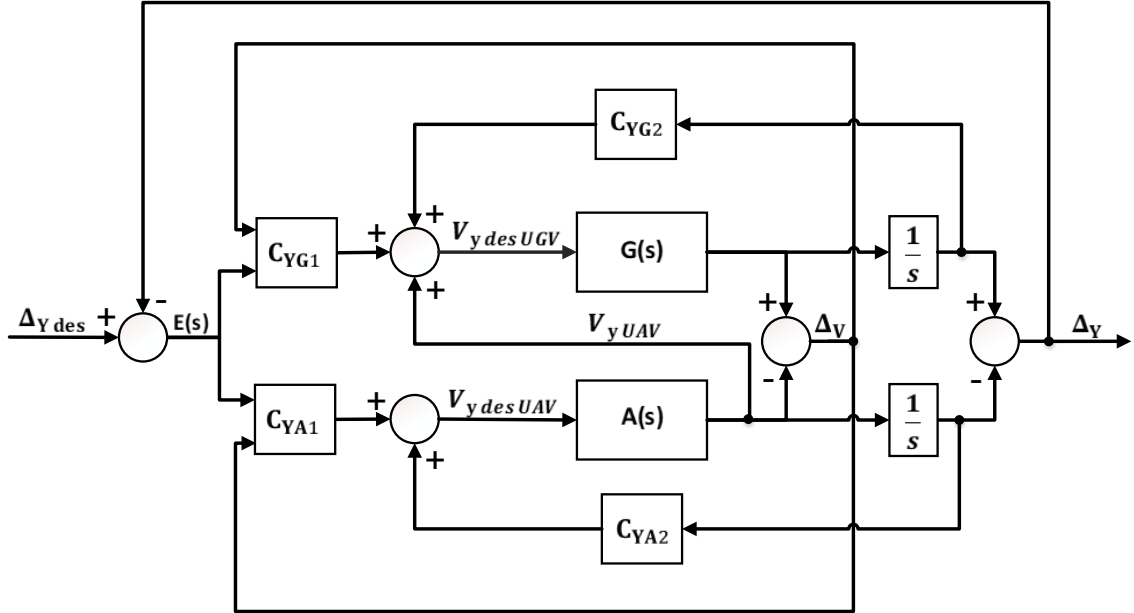 C_YG2
+
+
V_y des UGV
G(s)
1/s
C_YG1
+
-
+
+
+
Δ_Y des
E(s)
V_y UAV
Δ_V
Δ_Y
-
-
+
V_y des UAV
A(s)
1/s
C_YA1
+
C_YA2